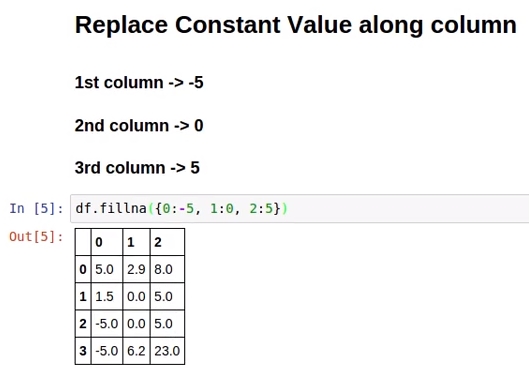 Replace Constant Value along column
1st column -> -5
2nd column -> 0
3rd column -> 5
In [5]: df.fillna({0:-5, 1:0, 2:5})
Out[5]:
0 1 2
0 5.0 2.9 8.0
1 1.5 0.0 5.0
2 -5.0 0.0 5.0
3 -5.0 6.2 23.0